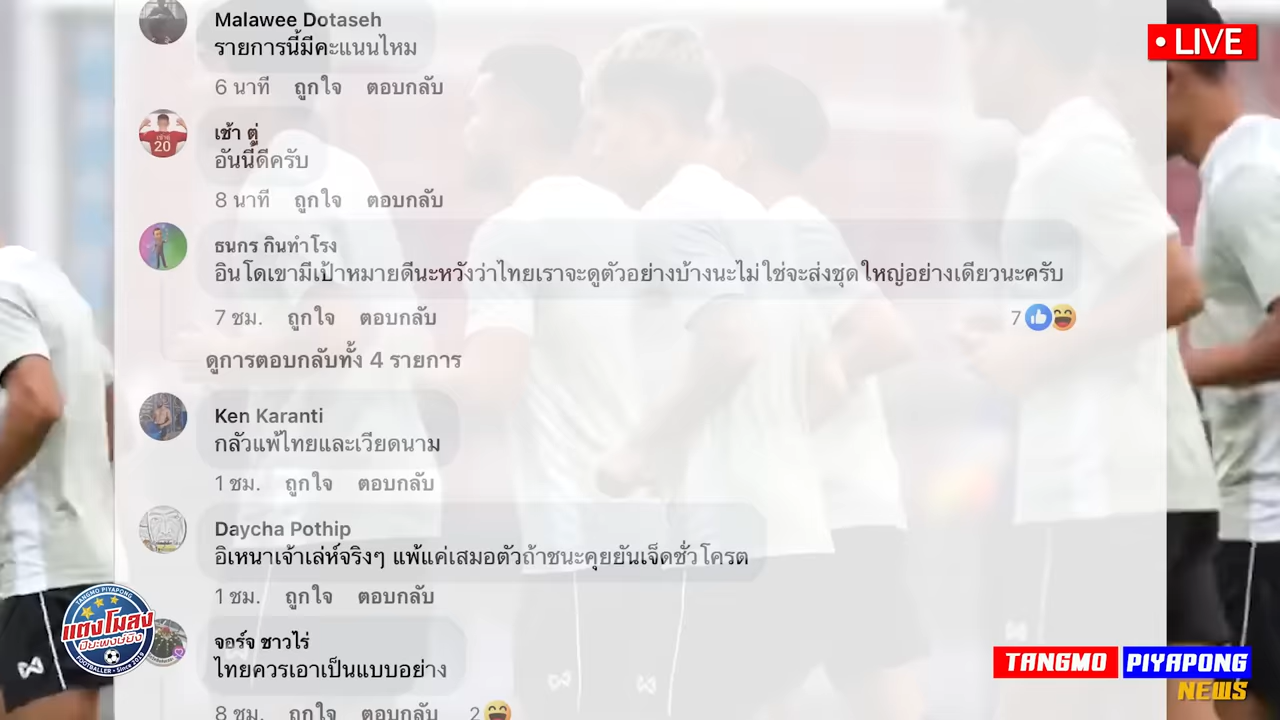 Malawee Dotaseh
รายการนี้มีคะแนนไหม
6 นาที ถูกใจ ตอบกลับ
LIVE
เช้า ตู่
อันนี้ดีครับ
8 นาที ถูกใจ ตอบกลับ
20
ธนกร กินทำโรง
อินโดเขามีเป้าหมายดีนะหวังว่าไทยเราจะดูตัวอย่างบ้างนะไม่ใช่จะส่งชุดใหญ่อย่างเดียวนะครับ
7 ชม. ถูกใจ ตอบกลับ 7
ดูการตอบกลับทั้ง 4 รายการ
Ken Karanti
กลัวแพ้ไทยและเวียดนาม
1 ชม. ถูกใจ ตอบกลับ
Daycha Pothip
อิเหนาเจ้าเล่ห์จริงๆ แพ้แค่เสมอตัวถ้าชนะคุยยันเจ็ดชั่วโครต
1 ชม. ถูกใจ ตอบกลับ
จอร์จ ชาวไร่
ไทยควรเอาเป็นแบบอย่าง
8 ชม. ถูกใจ ตอบกลับ 2
TANGMO PIYAPONG
แตงโมลง
ปิยะพงษ์ยิง
FOOTBALLER • Since 2019
TANGMO PIYAPONG
NEWS